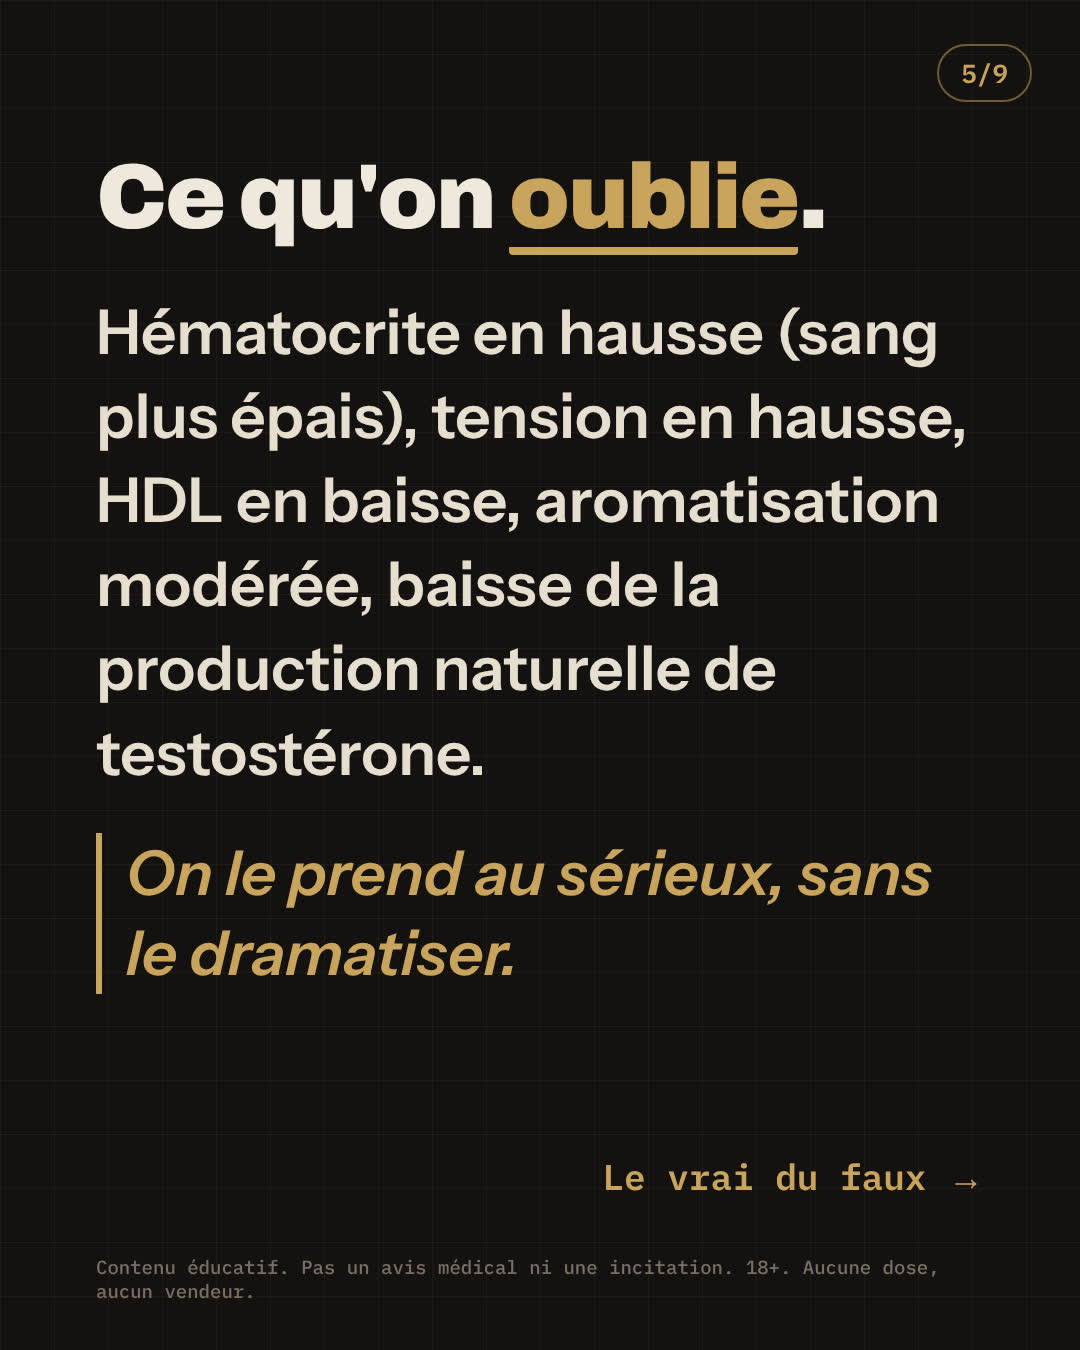 5/9
Ce qu'on oublie.
Hématocrite en hausse (sang
plus épais), tension en hausse,
HDL en baisse, aromatisation
modérée, baisse de la
production naturelle de
testostérone.
On le prend au sérieux, sans
le dramatiser.
Le vrai du faux →
Contenu éducatif. Pas un avis médical ni une incitation. 18+. Aucune dose,
aucun vendeur.